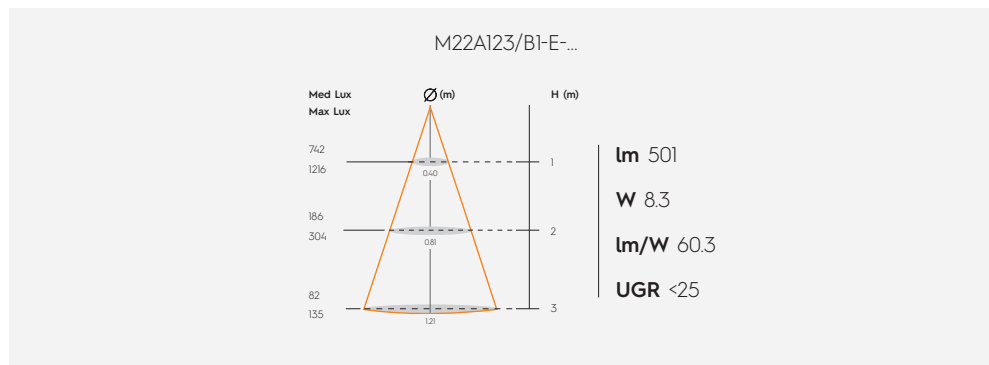 M22A123/B1-E-...
Med Lux
Max Lux
Ø (m)
H (m)
742
1216
0.40
1
186
304
0.81
2
82
135
1.21
3
lm 501
W 8.3
lm/W 60.3
UGR <25